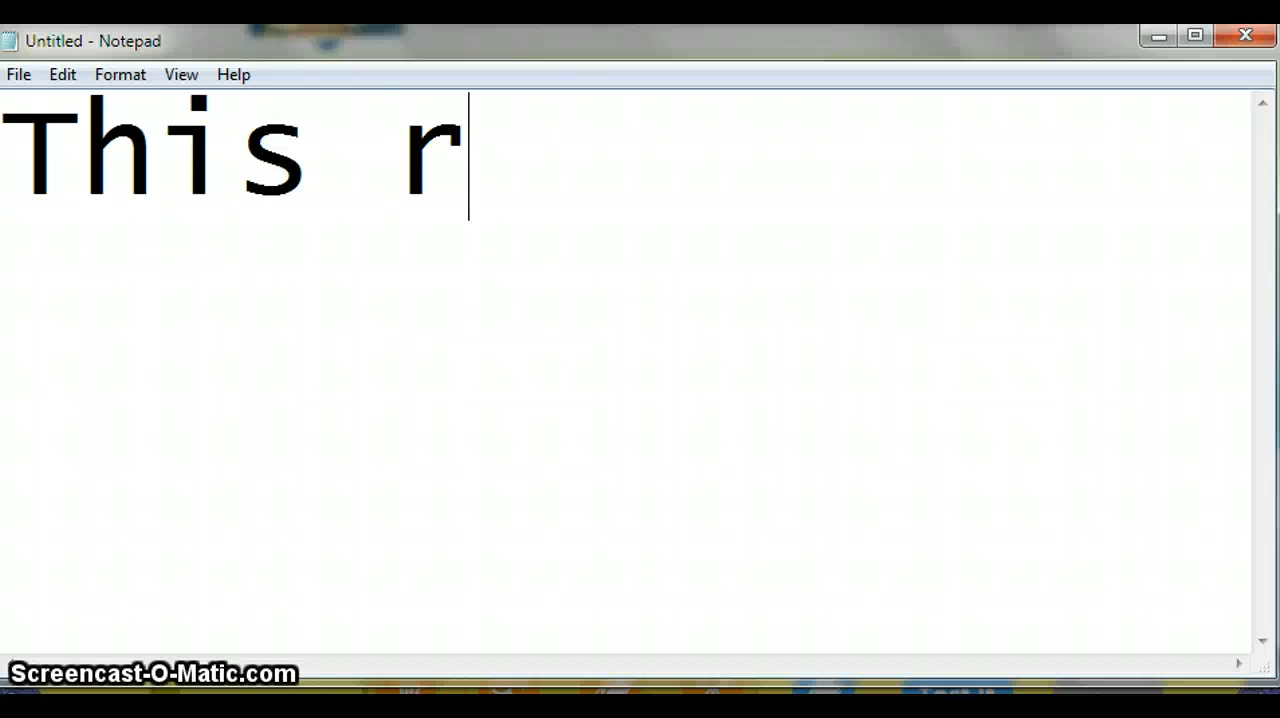 Untitled - Notepad
File Edit Format View Help
This r
Screencast-O-Matic.com